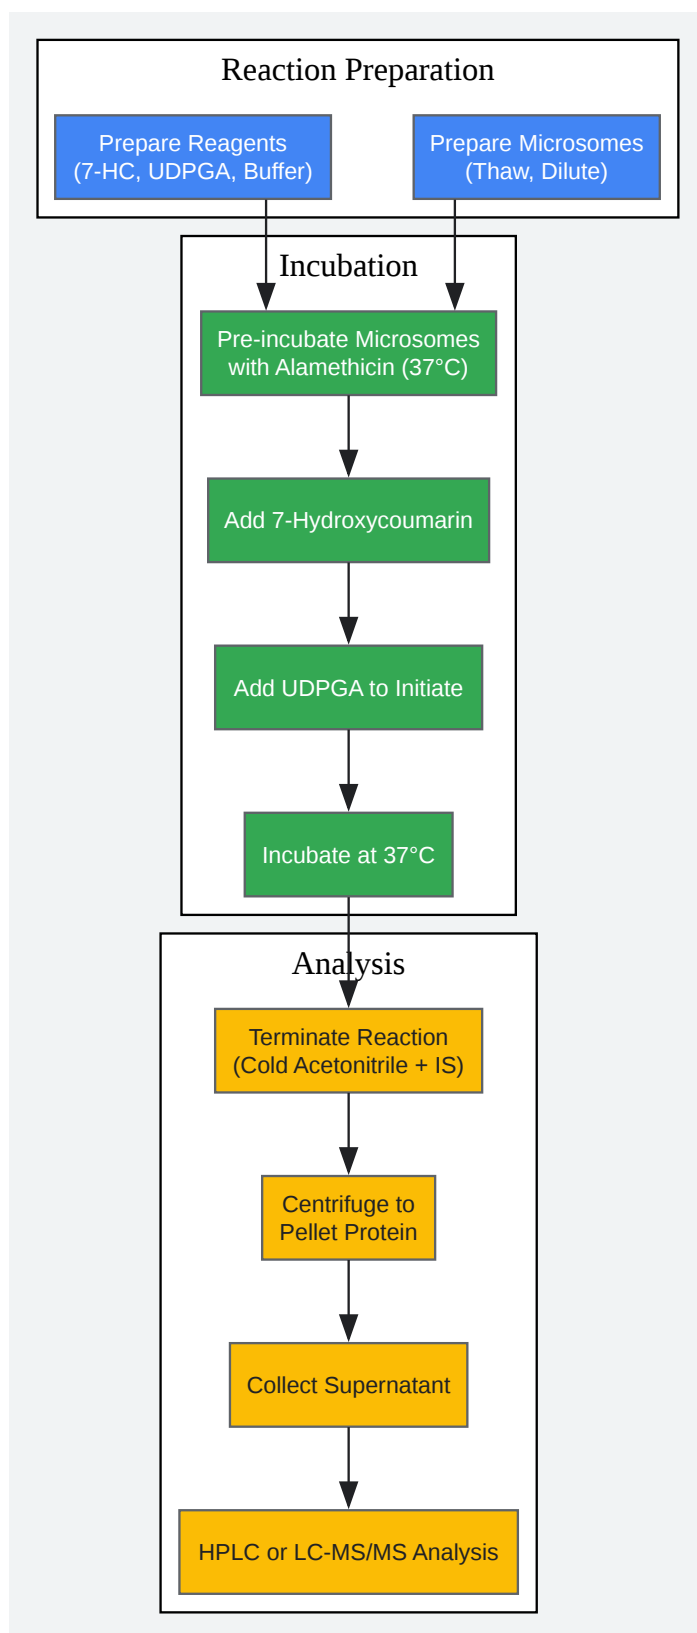 Reaction Preparation
Prepare Reagents
(7-HC, UDPGA, Buffer)
Prepare Microsomes
(Thaw, Dilute)
Incubation
Pre-incubate Microsomes
with Alamethicin (37°C)
Add 7-Hydroxycoumarin
Add UDPGA to Initiate
Incubate at 37°C
Analysis
Terminate Reaction
(Cold Acetonitrile + IS)
Centrifuge to
Pellet Protein
Collect Supernatant
HPLC or LC-MS/MS Analysis